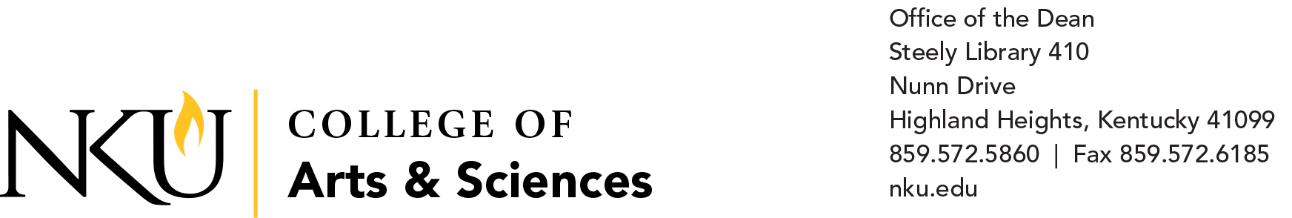 NKU
COLLEGE OF
Arts & Sciences
Office of the Dean
Steely Library 410
Nunn Drive
Highland Heights, Kentucky 41099
859.572.5860 | Fax 859.572.6185
nku.edu